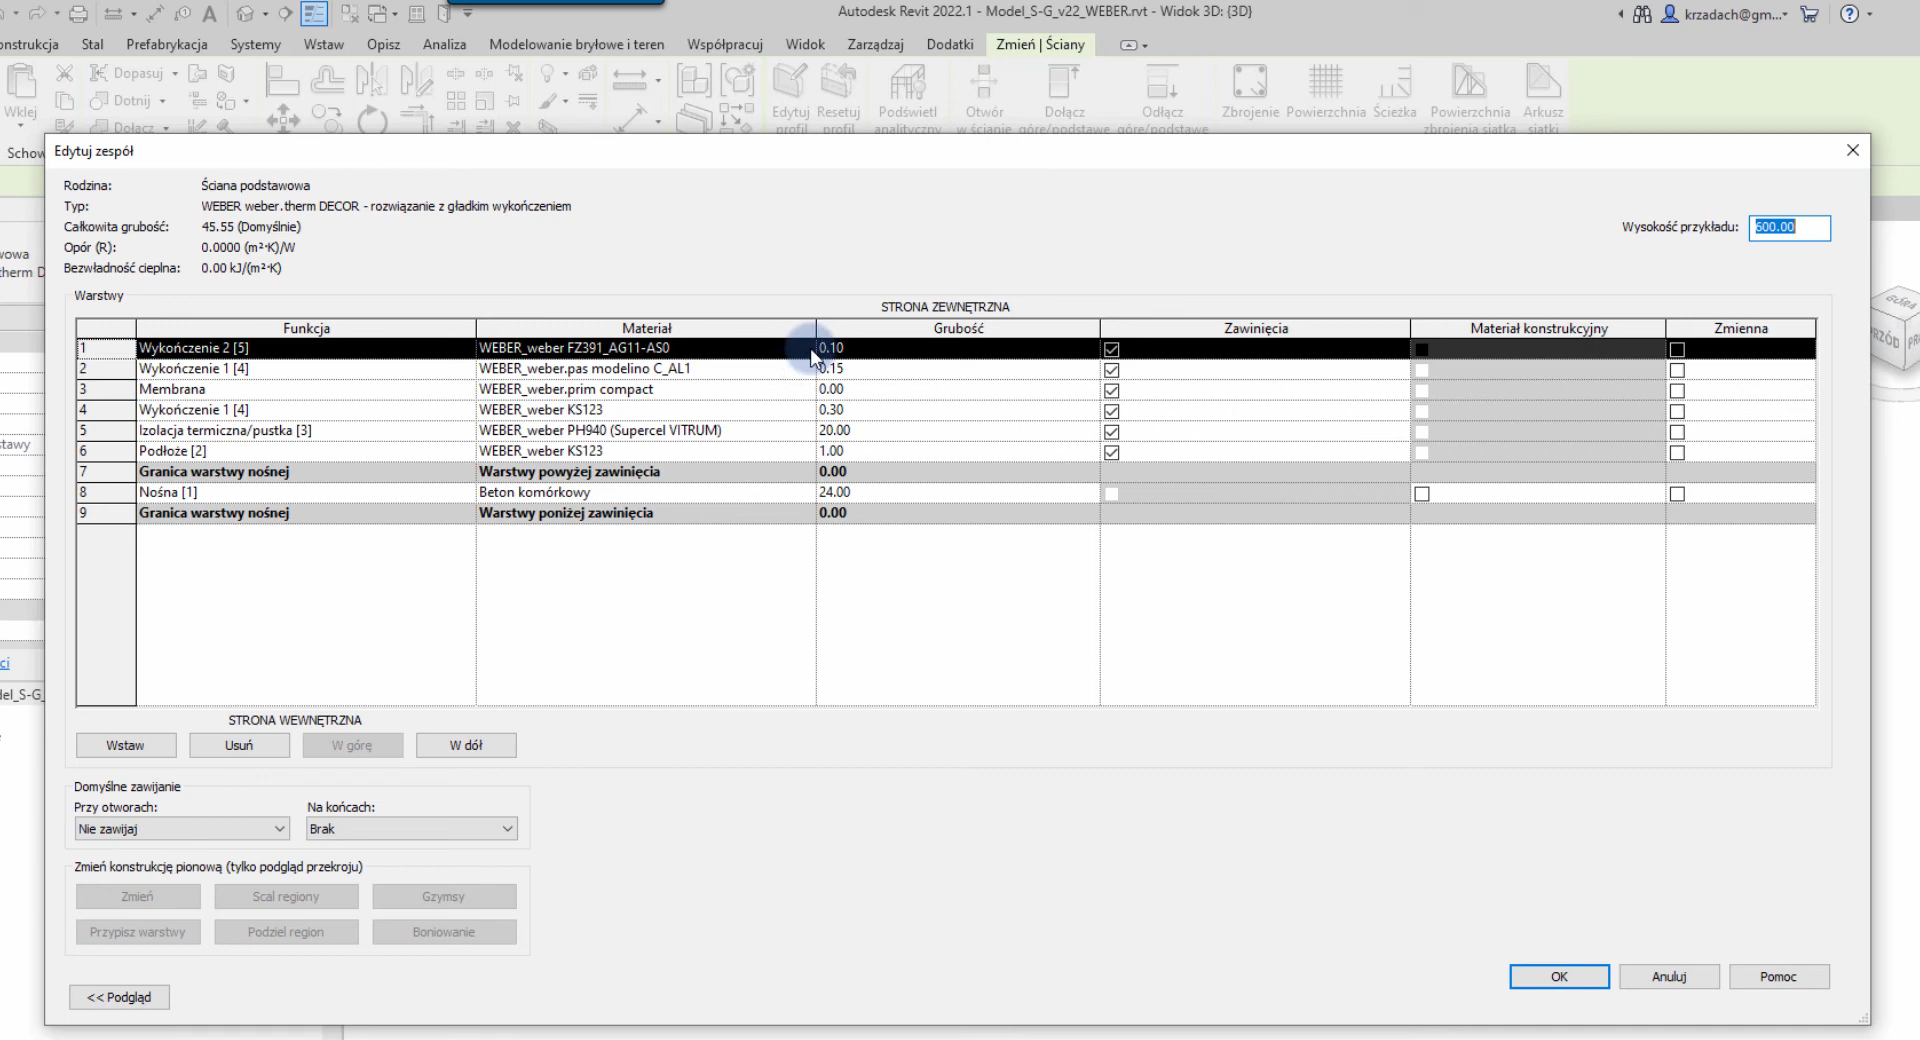 Autodesk Revit 2022.1 - Model_S-G_v22_WEBER.rvt - Widok 3D: {3D}
krzadach@gm...
onstrukcja Stal Prefabrykacja Systemy Wstaw Opisz Analiza Modelowanie bryłowe i teren Współpracuj Widok Zarządzaj Dodatki Zmień | Ściany
Wklej Dopasuj
Dotnij
Dołącz
Edytuj profil
Resetuj profil
Podświetl analityczny
Otwór w ścianie
Dołącz górę/podstawę
Odłącz górę/podstawę
Zbrojenie Powierzchnia Ścieżka
Powierzchnia zbrojenia siatką
Arkusz siatki
Schow
Edytuj zespół
Rodzina: Ściana podstawowa
Typ: WEBER weber.therm DECOR - rozwiązanie z gładkim wykończeniem
Całkowita grubość: 45.55 (Domyślnie)
Wysokość przykładu: 600.00
Opór (R): 0.0000 (m²·K)/W
Bezwładność cieplna: 0.00 kJ/(m²·K)
owa
therm D
Warstwy
STRONA ZEWNĘTRZNA
Funkcja Materiał Grubość Zawinięcia Materiał konstrukcyjny Zmienna
1 Wykończenie 2 [5] WEBER_weber FZ391_AG11-AS0 0.10
2 Wykończenie 1 [4] WEBER_weber.pas modelino C_AL1 0.15
3 Membrana WEBER_weber.prim compact 0.00
4 Wykończenie 1 [4] WEBER_weber KS123 0.30
5 Izolacja termiczna/pustka [3] WEBER_weber PH940 (Supercel VITRUM) 20.00
6 Podłoże [2] WEBER_weber KS123 1.00
7 Granica warstwy nośnej Warstwy powyżej zawinięcia 0.00
8 Nośna [1] Beton komórkowy 24.00
9 Granica warstwy nośnej Warstwy poniżej zawinięcia 0.00
GÓRA
PRZÓD
stawy
ci
del_S-G_
STRONA WEWNĘTRZNA
Wstaw Usuń W górę W dół
Domyślne zawijanie
Przy otworach: Na końcach:
Nie zawijaj Brak
Zmień konstrukcję pionową (tylko podgląd przekroju)
Zmień Scal regiony Gzymsy
Przypisz warstwy Podziel region Boniowanie
OK Anuluj Pomoc
<< Podgląd